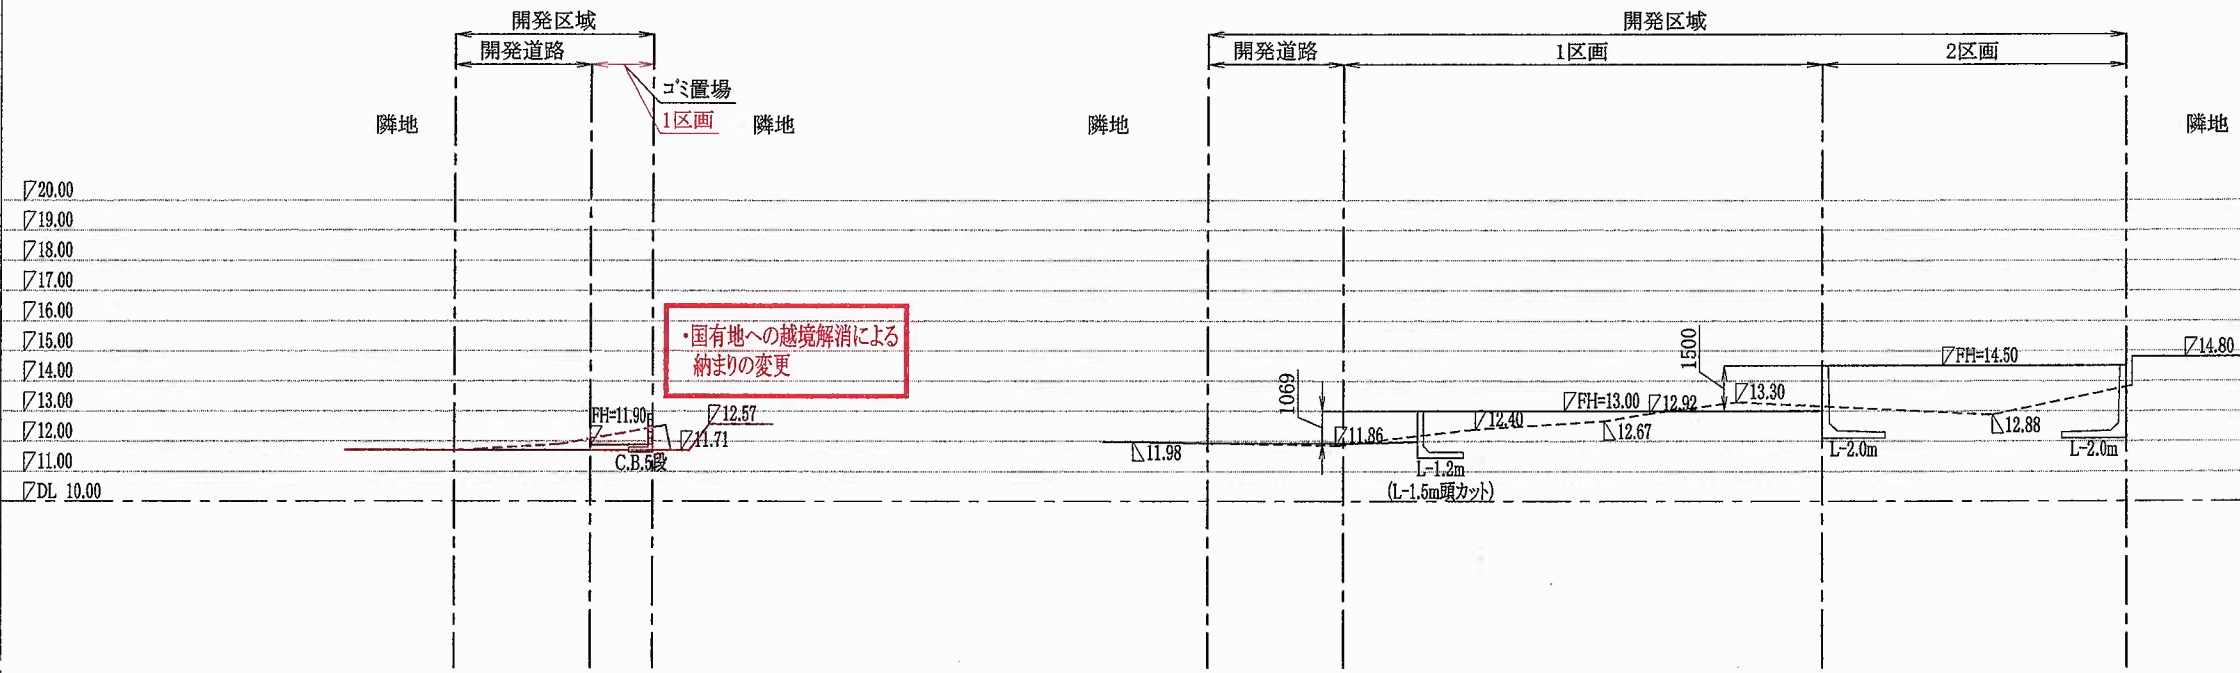 開発区域
開発道路
ゴミ置場
1区画
隣地
隣地
開発区域
開発道路
1区画
2区画
隣地
隣地
20.00
19.00
18.00
17.00
16.00
15.00
14.00
13.00
12.00
11.00
DL 10.00
・国有地への越境解消による
納まりの変更
FH=11.90
12.57
11.71
C.B.5段
11.98
1069
11.86
12.40
L-1.2m
(L-1.5m頭カット)
FH=13.00
12.92
12.67
1500
13.30
FH=14.50
12.88
L-2.0m
L-2.0m
14.80